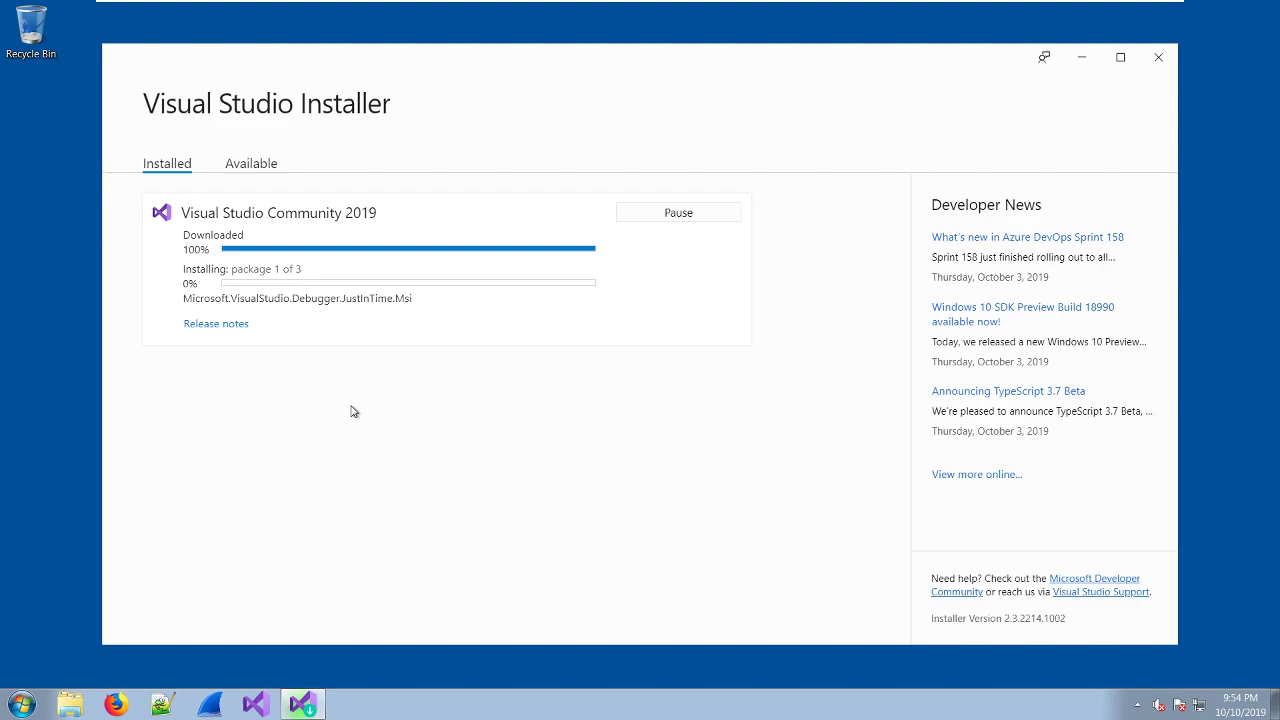 Recycle Bin
Visual Studio Installer
Installed
Available
Visual Studio Community 2019
Pause
Downloaded
100%
Installing: package 1 of 3
0%
Microsoft.VisualStudio.Debugger.JustInTime.Msi
Release notes
Developer News
What's new in Azure DevOps Sprint 158
Sprint 158 just finished rolling out to all...
Thursday, October 3, 2019
Windows 10 SDK Preview Build 18990
available now!
Today, we released a new Windows 10 Preview...
Thursday, October 3, 2019
Announcing TypeScript 3.7 Beta
We're pleased to announce TypeScript 3.7 Beta, ...
Thursday, October 3, 2019
View more online...
Need help? Check out the Microsoft Developer
Community or reach us via Visual Studio Support.
Installer Version 2.3.2214.1002
9:54 PM
10/10/2019